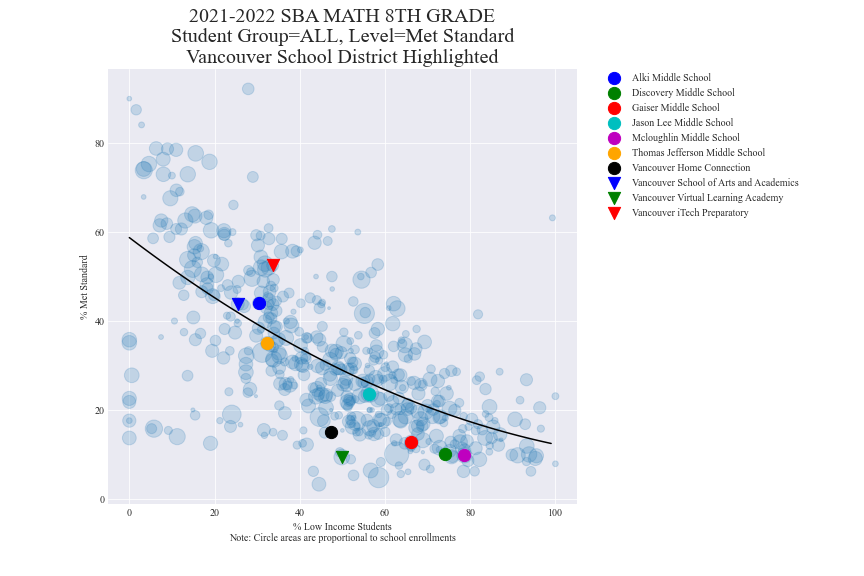 2021-2022 SBA MATH 8TH GRADE
Student Group=ALL, Level=Met Standard
Vancouver School District Highlighted
% Met Standard
80
60
40
20
0
0 20 40 60 80 100
% Low Income Students
Note: Circle areas are proportional to school enrollments
Alki Middle School
Discovery Middle School
Gaiser Middle School
Jason Lee Middle School
Mcloughlin Middle School
Thomas Jefferson Middle School
Vancouver Home Connection
Vancouver School of Arts and Academics
Vancouver Virtual Learning Academy
Vancouver iTech Preparatory